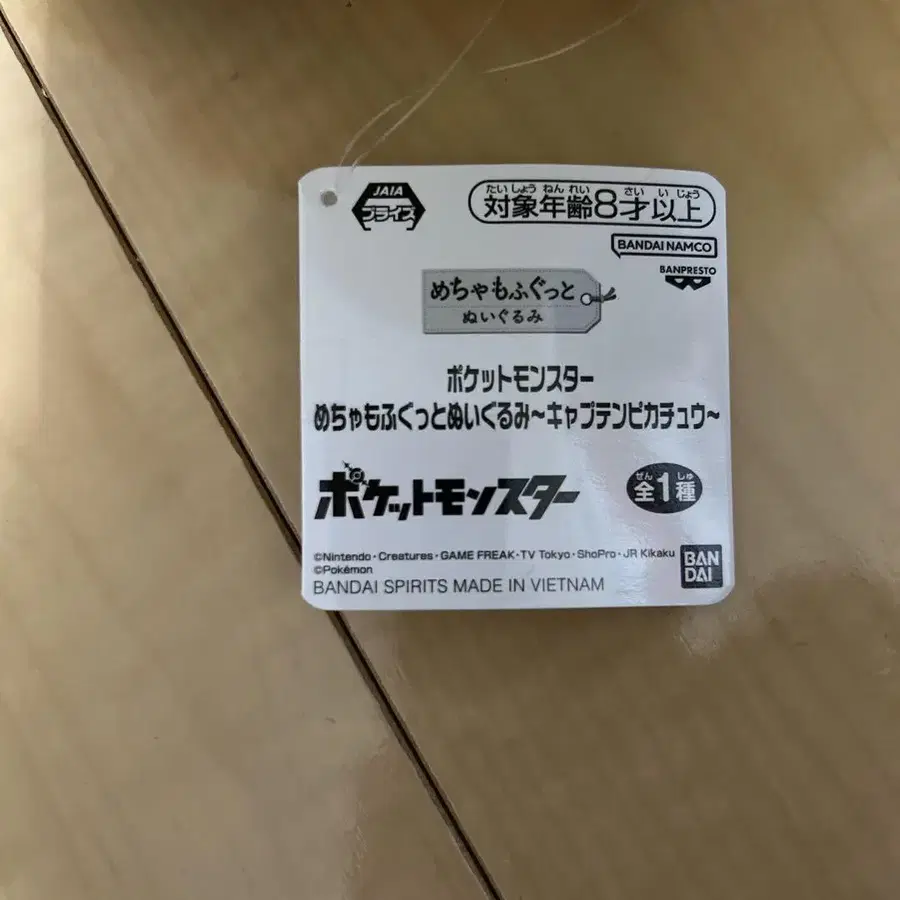 JAIA
プライズ
たいしょうねんれい さい いじょう
対象年齢8才以上
BANDAI NAMCO
BANPRESTO
めちゃもふぐっと
ぬいぐるみ
ポケットモンスター
めちゃもふぐっとぬいぐるみ~キャプテンピカチュウ~
ポケットモンスター
ぜん しゅ
全1種
©Nintendo・Creatures・GAME FREAK・TV Tokyo・ShoPro・JR Kikaku
©Pokémon
BANDAI SPIRITS MADE IN VIETNAM
BAN
DAI